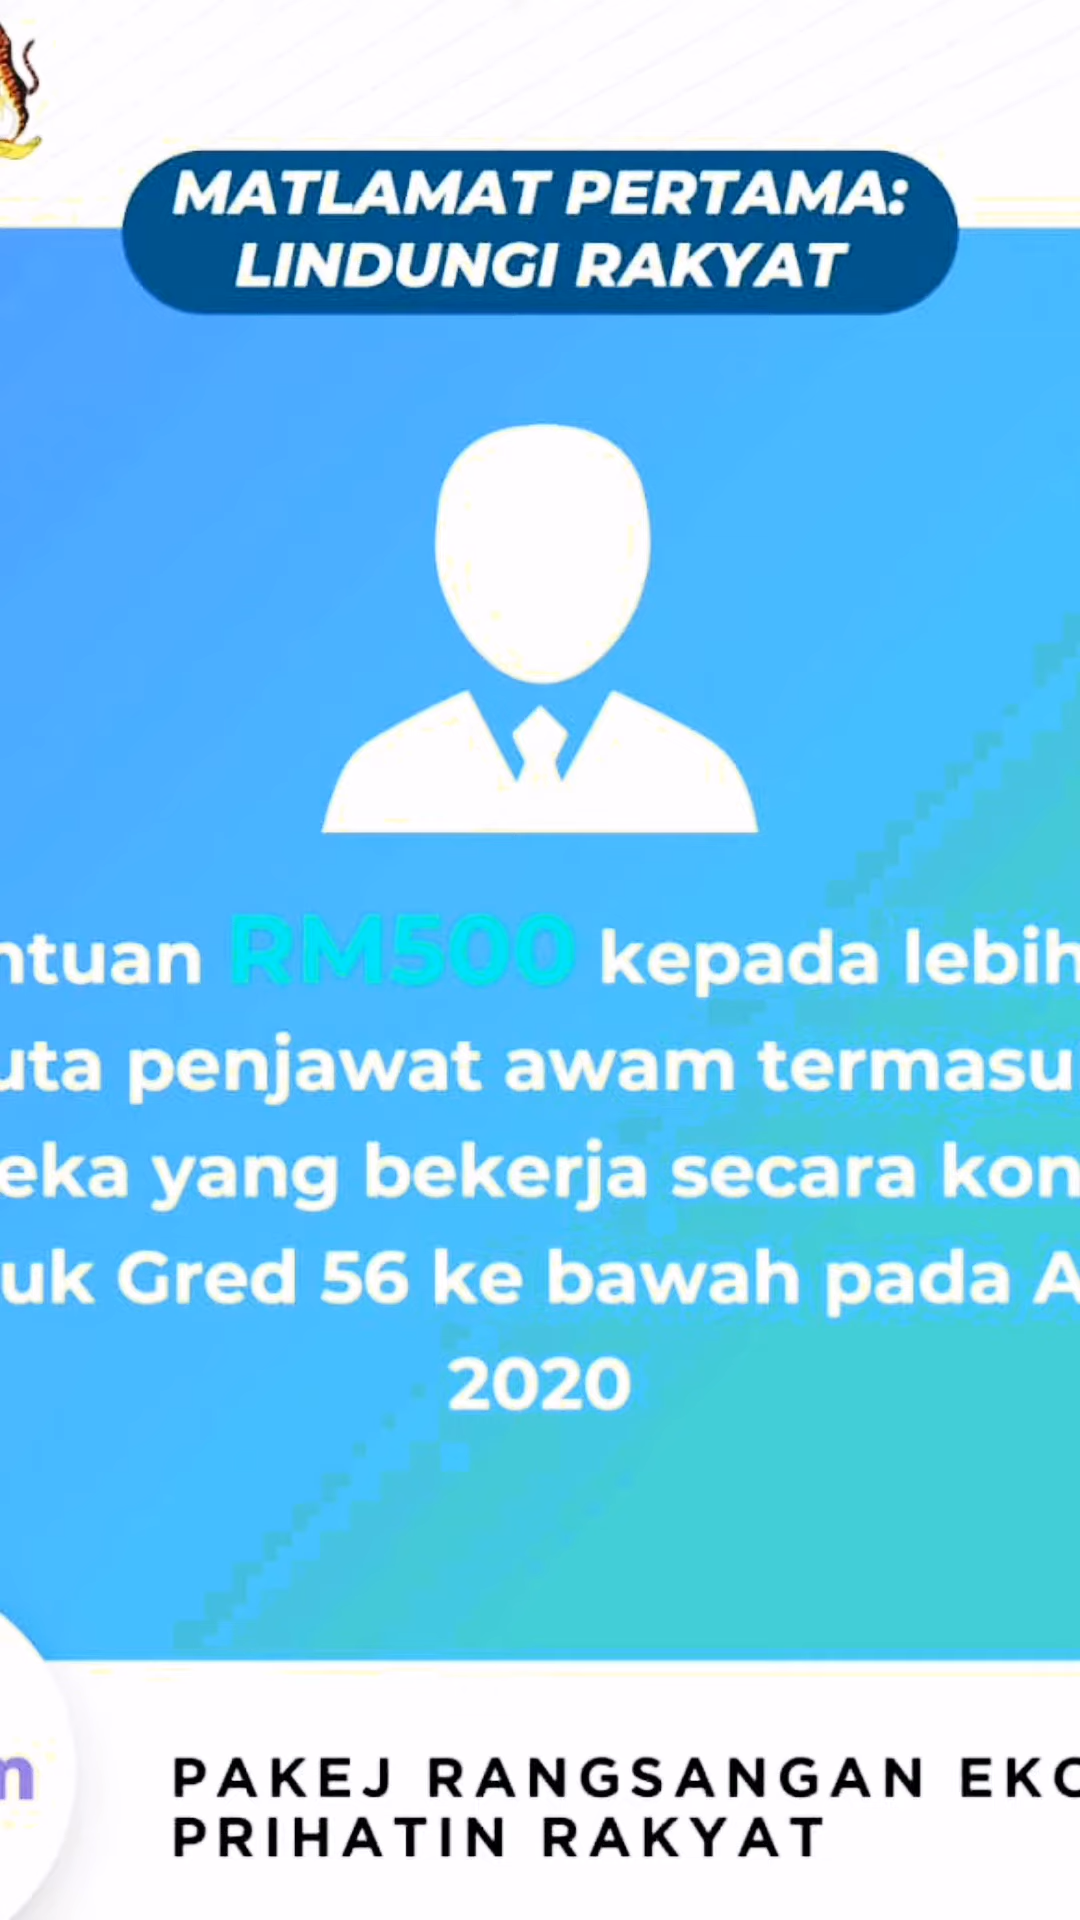 MATLAMAT PERTAMA:
LINDUNGI RAKYAT
ntuan RM500 kepada lebih
uta penjawat awam termasu
eka yang bekerja secara kon
uk Gred 56 ke bawah pada A
2020
n
PAKEJ RANGSANGAN EKO
PRIHATIN RAKYAT